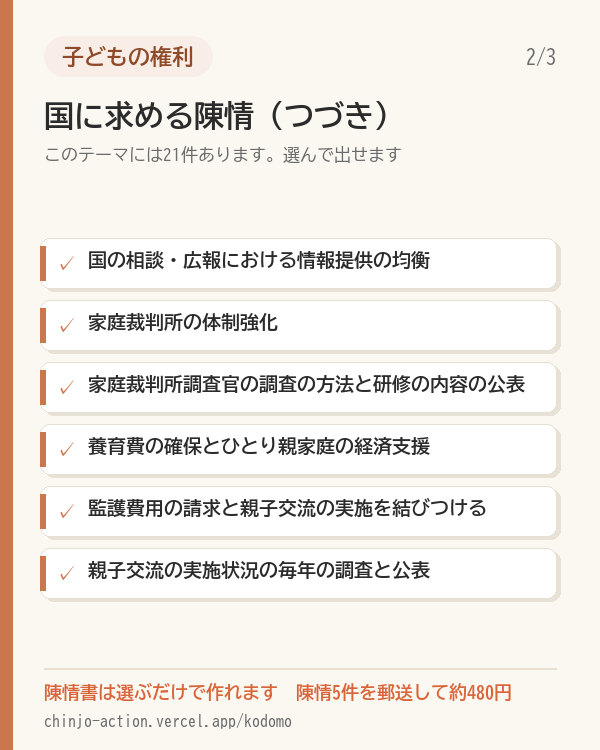 子どもの権利
2/3
国に求める陳情（つづき）
このテーマには21件あります。選んで出せます
✓ 国の相談・広報における情報提供の均衡
✓ 家庭裁判所の体制強化
✓ 家庭裁判所調査官の調査の方法と研修の内容の公表
✓ 養育費の確保とひとり親家庭の経済支援
✓ 監護費用の請求と親子交流の実施を結びつける
✓ 親子交流の実施状況の毎年の調査と公表
陳情書は選ぶだけで作れます　陳情5件を郵送して約480円
chinjo-action.vercel.app/kodomo